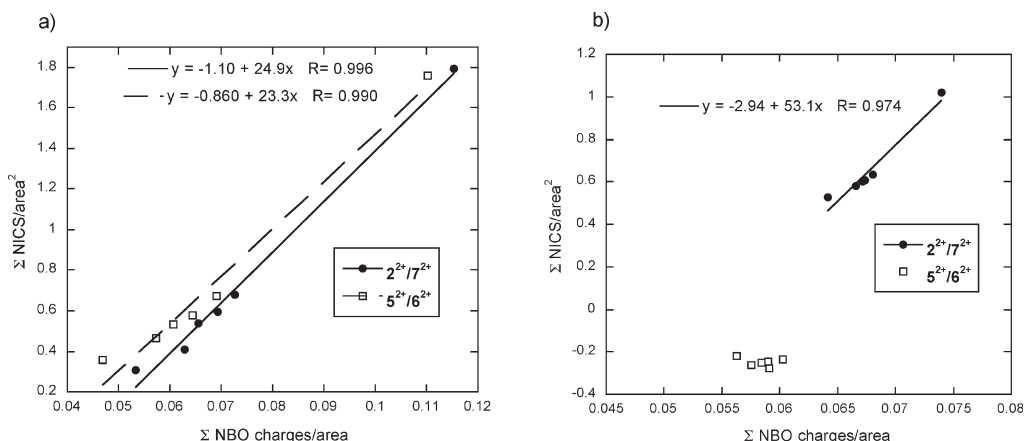 a)
y = -1.10 + 24.9x R= 0.996
y = -0.860 + 23.3x R= 0.990
Σ NICS/area²
1.8
1.6
1.4
1.2
1
0.8
0.6
0.4
0.2
2²⁺/7²⁺
5²⁺/6²⁺
0.04 0.05 0.06 0.07 0.08 0.09 0.1 0.11 0.12
Σ NBO charges/area
b)
y = -2.94 + 53.1x R= 0.974
Σ NICS/area²
1.2
1
0.8
0.6
0.4
0.2
0
-0.2
-0.4
2²⁺/7²⁺
5²⁺/6²⁺
0.045 0.05 0.055 0.06 0.065 0.07 0.075 0.08
Σ NBO charges/area